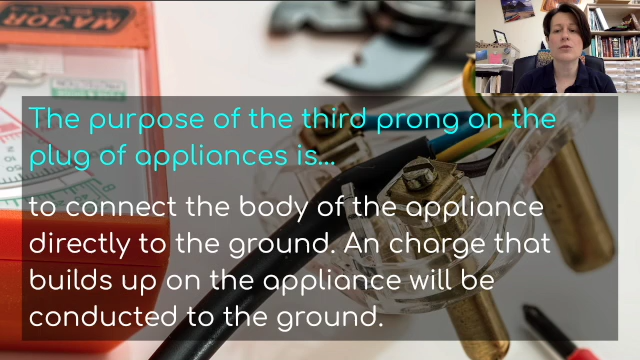 MAJOR
The purpose of the third prong on the
plug of appliances is...
to connect the body of the appliance
directly to the ground. An charge that
builds up on the appliance will be
conducted to the ground.